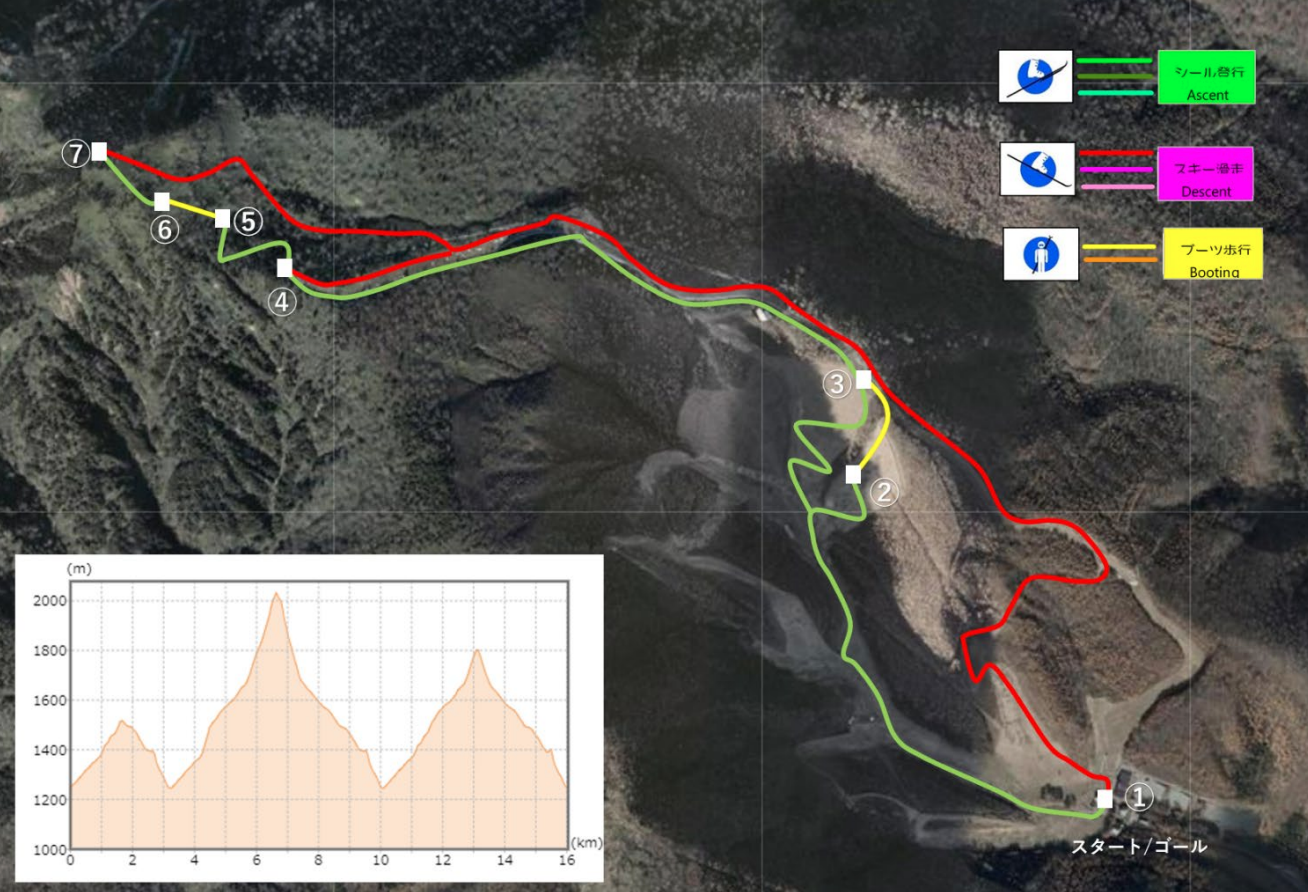 シール登行
Ascent
スキー滑走
Descent
ブーツ歩行
Booting
⑦
⑥
⑤
④
③
②
①
スタート/ゴール
(m)
2000
1800
1600
1400
1200
1000
0 2 4 6 8 10 12 14 16
(km)